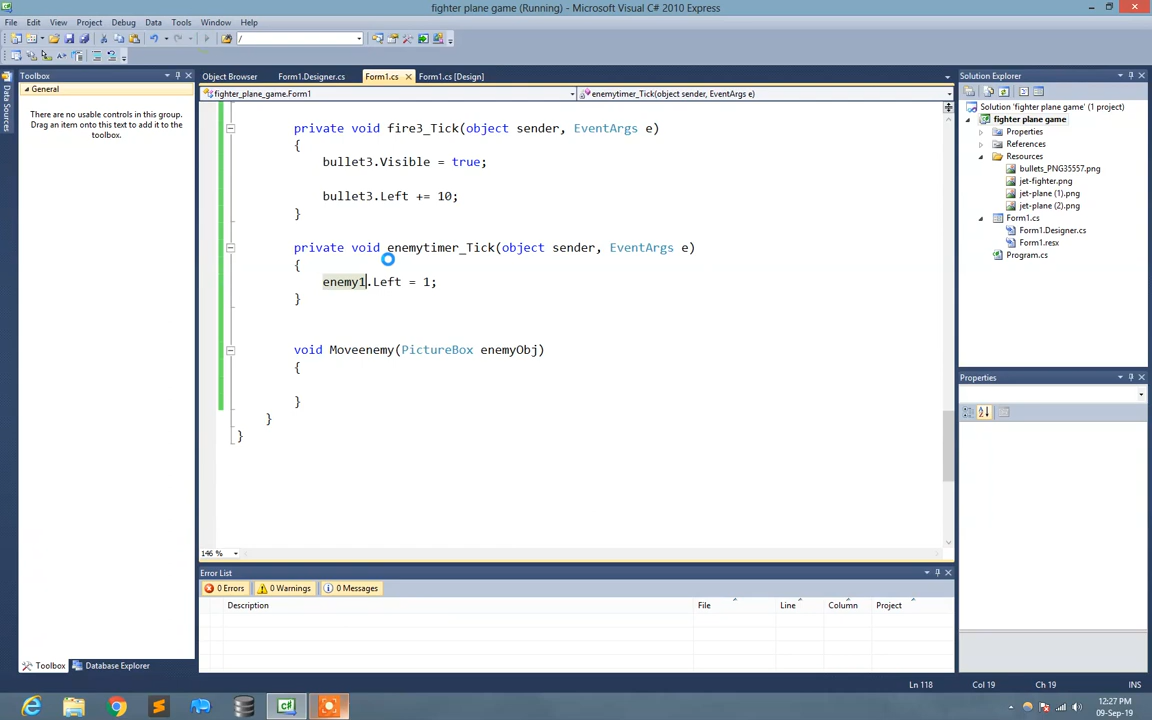 fighter plane game (Running) - Microsoft Visual C# 2010 Express
File Edit View Project Debug Data Tools Window Help
/
Toolbox
General
There are no usable controls in this group.
Drag an item onto this text to add it to the
toolbox.
Data Sources
Object Browser Form1.Designer.cs Form1.cs Form1.cs [Design]
fighter_plane_game.Form1 enemytimer_Tick(object sender, EventArgs e)
private void fire3_Tick(object sender, EventArgs e)
{
bullet3.Visible = true;
bullet3.Left += 10;
}
private void enemytimer_Tick(object sender, EventArgs e)
{
enemy1.Left = 1;
}
void Moveenemy(PictureBox enemyObj)
{
}
}
}
146 %
Solution Explorer
Solution 'fighter plane game' (1 project)
fighter plane game
Properties
References
Resources
bullets_PNG35557.png
jet-fighter.png
jet-plane (1).png
jet-plane (2).png
Form1.cs
Form1.Designer.cs
Form1.resx
Program.cs
Properties
Error List
0 Errors 0 Warnings 0 Messages
Description File Line Column Project
Toolbox Database Explorer
Ln 118 Col 19 Ch 19 INS
12:27 PM
09-Sep-19